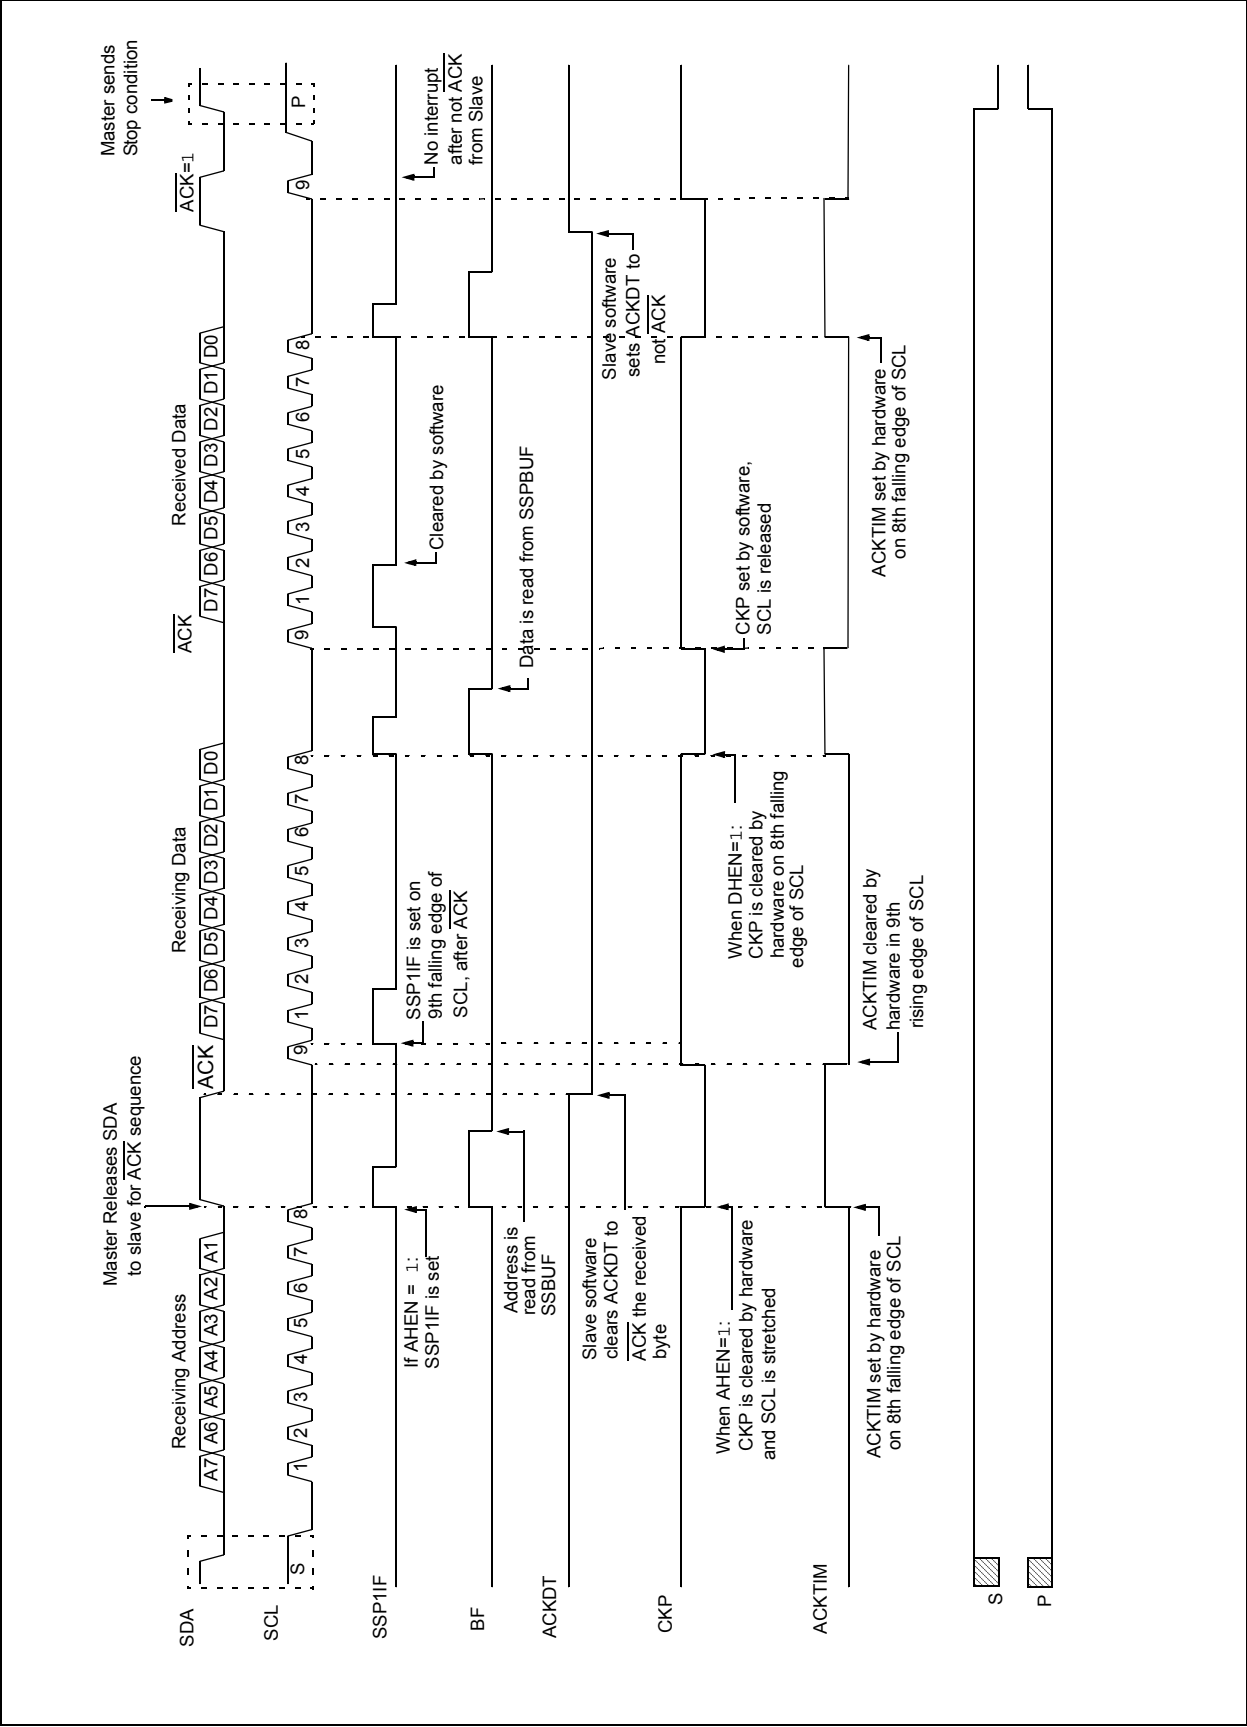 Master Releases SDA
to slave for ACK sequence
Master sends
Stop condition
Receiving Address
Receiving Data
Received Data
ACK
ACK
ACK=1
SDA
A7 A6 A5 A4 A3 A2 A1
D7 D6 D5 D4 D3 D2 D1 D0
D7 D6 D5 D4 D3 D2 D1 D0
SCL
S
1 2 3 4 5 6 7 8
9
1 2 3 4 5 6 7 8
9
1 2 3 4 5 6 7 8
9
P
SSP1IF
If AHEN = 1:
SSP1IF is set
SSP1IF is set on
9th falling edge of
SCL, after ACK
Cleared by software
No interrupt
after not ACK
from Slave
BF
Address is
read from
SSBUF
Data is read from SSPBUF
ACKDT
Slave software
clears ACKDT to
ACK the received
byte
Slave software
sets ACKDT to
not ACK
CKP
When AHEN=1:
CKP is cleared by hardware
and SCL is stretched
When DHEN=1:
CKP is cleared by
hardware on 8th falling
edge of SCL
CKP set by software,
SCL is released
ACKTIM
ACKTIM set by hardware
on 8th falling edge of SCL
ACKTIM cleared by
hardware in 9th
rising edge of SCL
ACKTIM set by hardware
on 8th falling edge of SCL
S
P